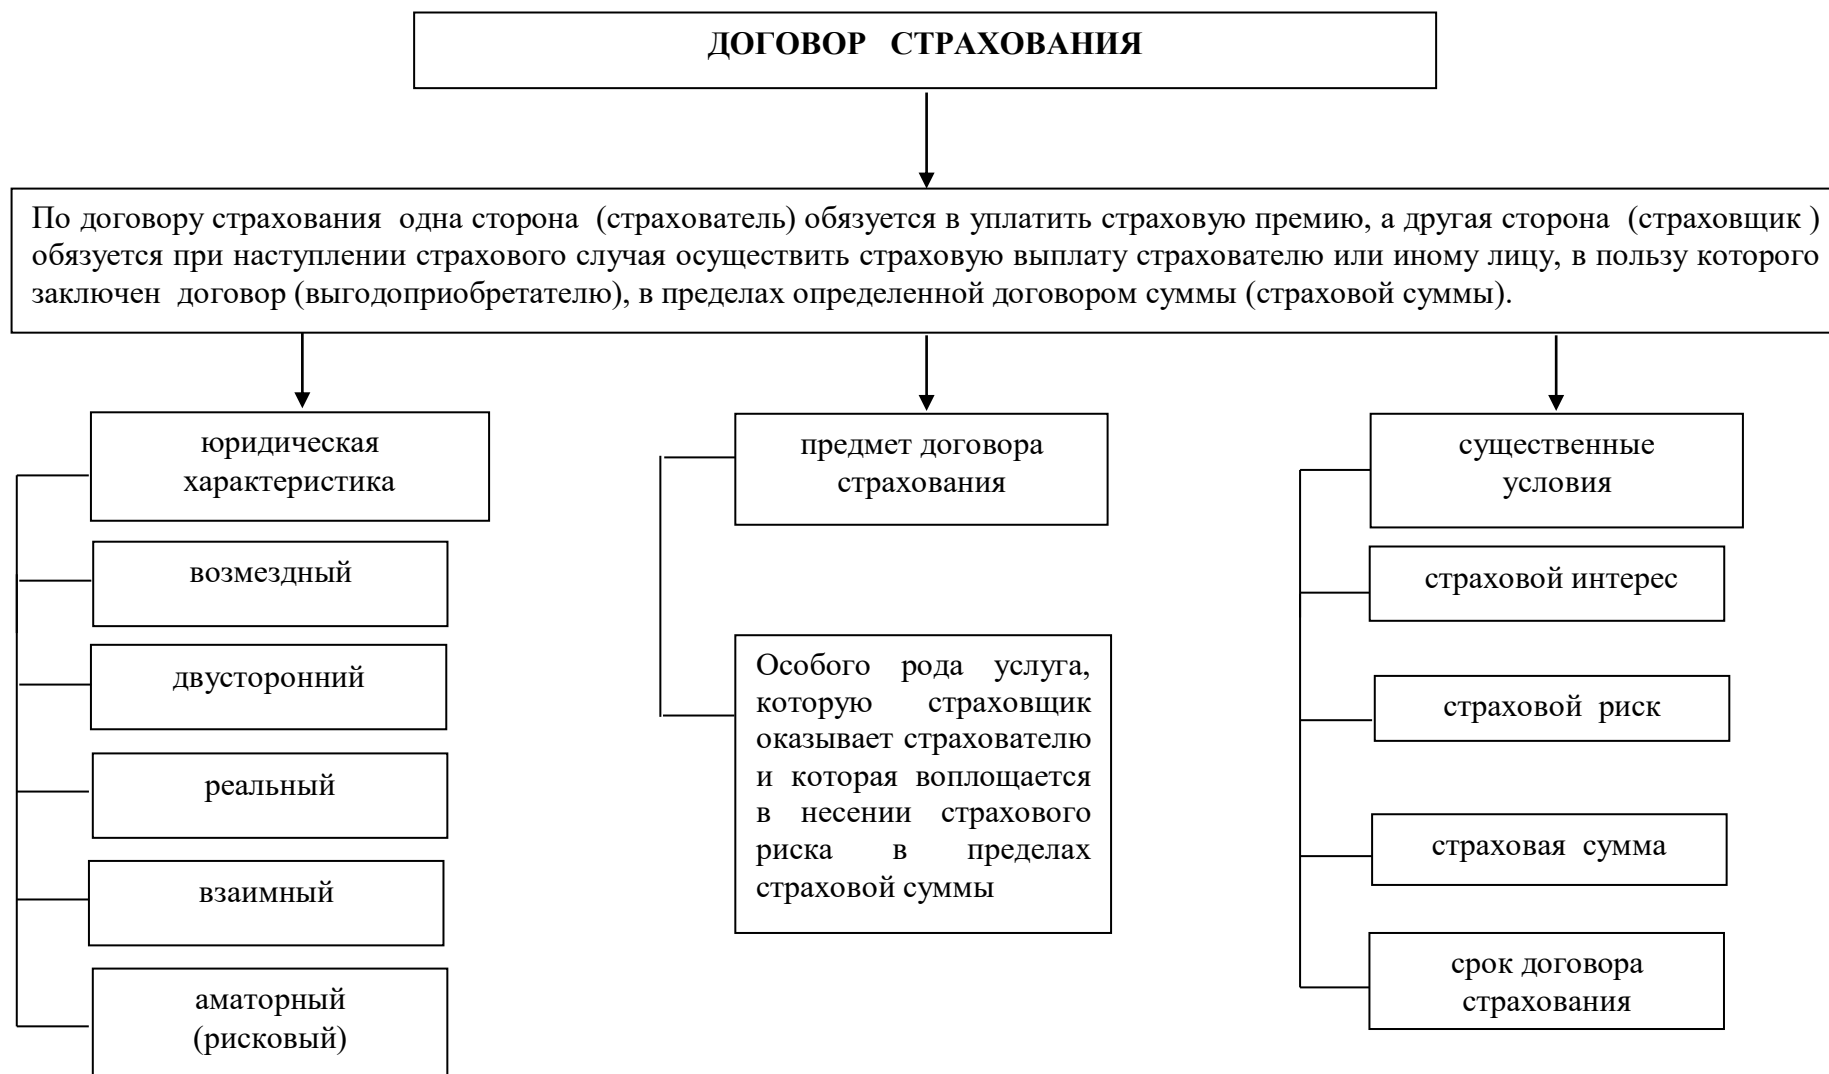 ДОГОВОР СТРАХОВАНИЯ
По договору страхования одна сторона (страхователь) обязуется в уплатить страховую премию, а другая сторона (страховщик )
обязуется при наступлении страхового случая осуществить страховую выплату страхователю или иному лицу, в пользу которого
заключен договор (выгодоприобретателю), в пределах определенной договором суммы (страховой суммы).
юридическая
характеристика
возмездный
двусторонний
реальный
взаимный
аматорный
(рисковый)
предмет договора
страхования
Особого рода услуга,
которую страховщик
оказывает страхователю
и которая воплощается
в несении страхового
риска в пределах
страховой суммы
существенные
условия
страховой интерес
страховой риск
страховая сумма
срок договора
страхования